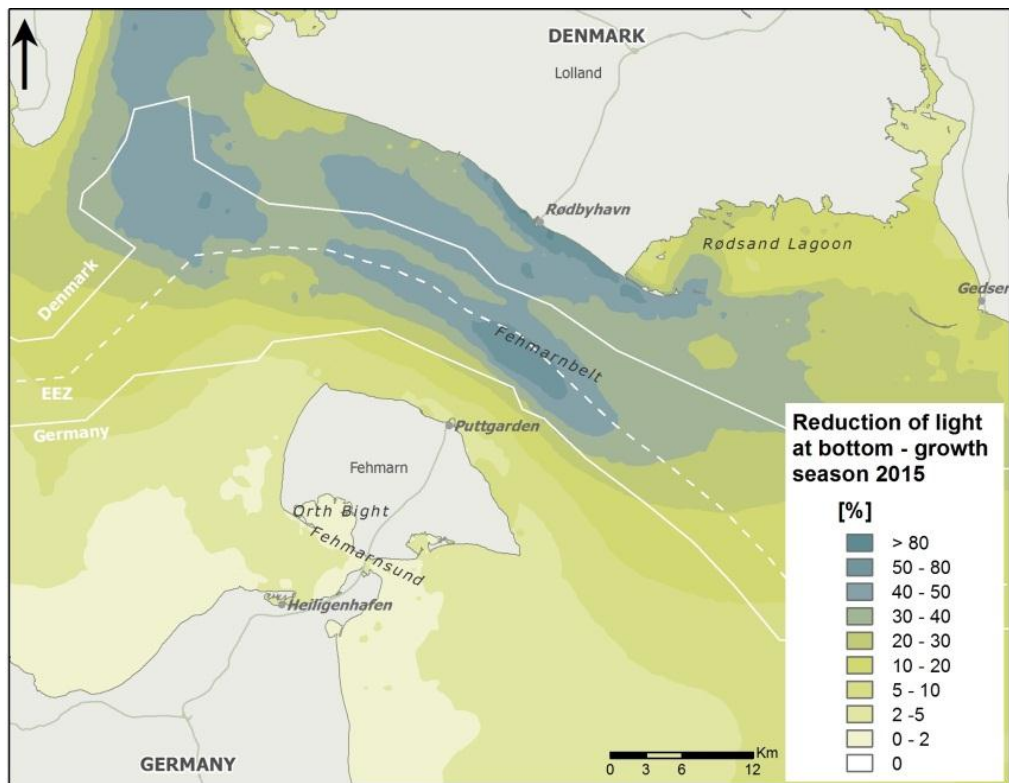 DENMARK
Lolland
Rødbyhavn
Rødsand Lagoon
Gedser
Denmark
Fehmarnbelt
EEZ
Germany
Puttgarden
Fehmarn
Orth Bight
Fehmarnsund
Heiligenhafen
GERMANY
Reduction of light
at bottom - growth
season 2015
[%]
> 80
50 - 80
40 - 50
30 - 40
20 - 30
10 - 20
5 - 10
2 -5
0 - 2
0
Km
0 3 6 12